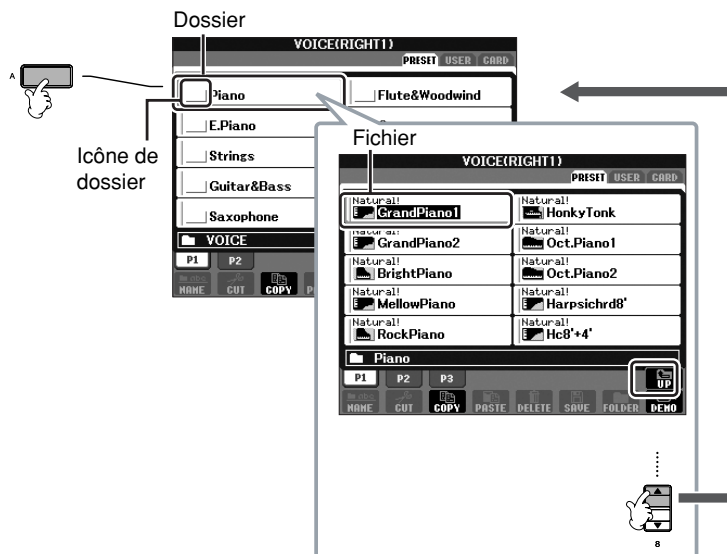 Dossier
VOICE(RIGHT1)
PRESET USER CARD
A
Piano
Flute&Woodwind
E.Piano
Strings
Guitar&Bass
Saxophone
VOICE
P1 P2
NAME CUT COPY
Icône de
dossier
Fichier
VOICE(RIGHT1)
PRESET USER CARD
Natural! Natural!
GrandPiano1 HonkyTonk
Natural! Natural!
GrandPiano2 Oct.Piano1
Natural! Natural!
BrightPiano Oct.Piano2
Natural! Natural!
MellowPiano Harpsichrd8'
Natural! Natural!
RockPiano Hc8'+4'
Piano
P1 P2 P3 UP
NAME CUT COPY PASTE DELETE SAVE FOLDER DEMO
8